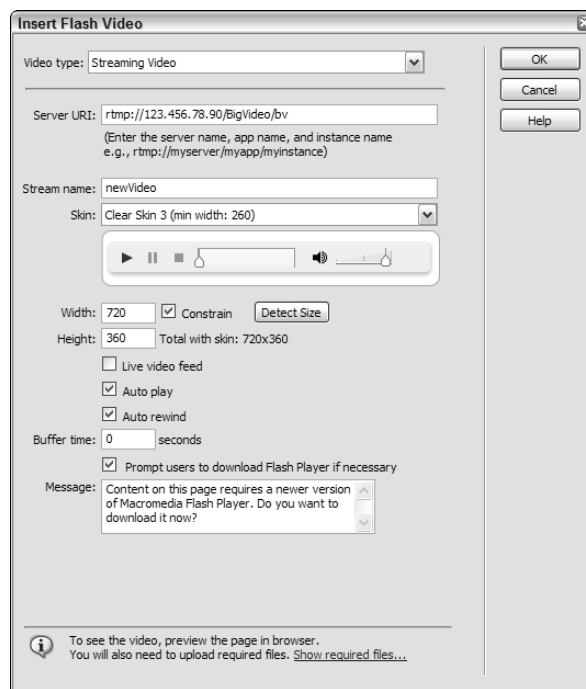 Insert Flash Video
Video type: Streaming Video
OK
Cancel
Help
Server URI: rtmp://123.456.78.90/BigVideo/bv
(Enter the server name, app name, and instance name
e.g., rtmp://myserver/myapp/myinstance)
Stream name: newVideo
Skin: Clear Skin 3 (min width: 260)
Width: 720 Constrain Detect Size
Height: 360 Total with skin: 720x360
Live video feed
Auto play
Auto rewind
Buffer time: 0 seconds
Prompt users to download Flash Player if necessary
Message: Content on this page requires a newer version
of Macromedia Flash Player. Do you want to
download it now?
To see the video, preview the page in browser.
You will also need to upload required files. Show required files...